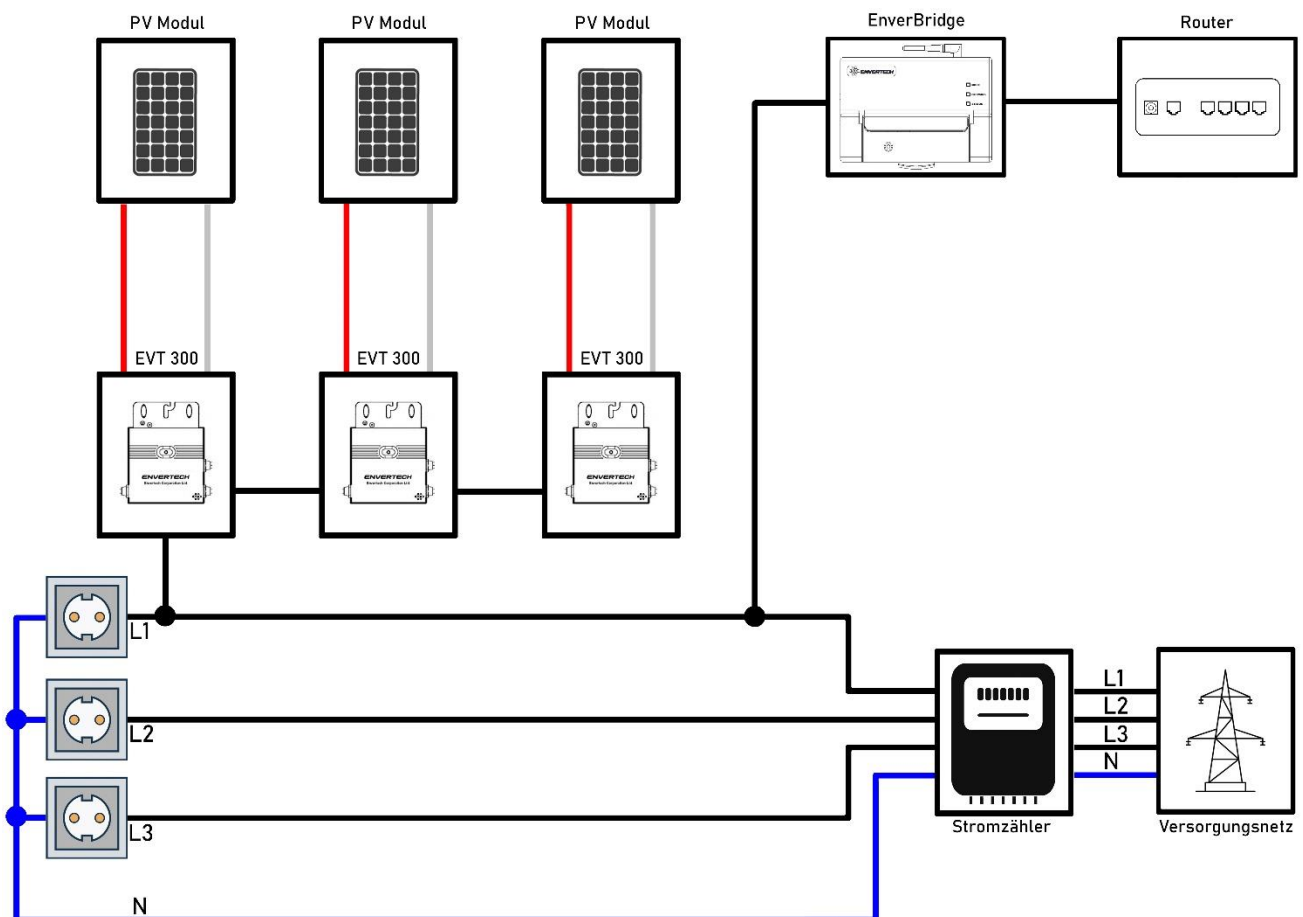 PV Modul
PV Modul
PV Modul
EnverBridge
Router
ENVERTECH
EVT 300
EVT 300
EVT 300
ENVERTECH
ENVERTECH
ENVERTECH
L1
L2
L3
N
L1
L2
L3
N
Stromzähler
Versorgungsnetz